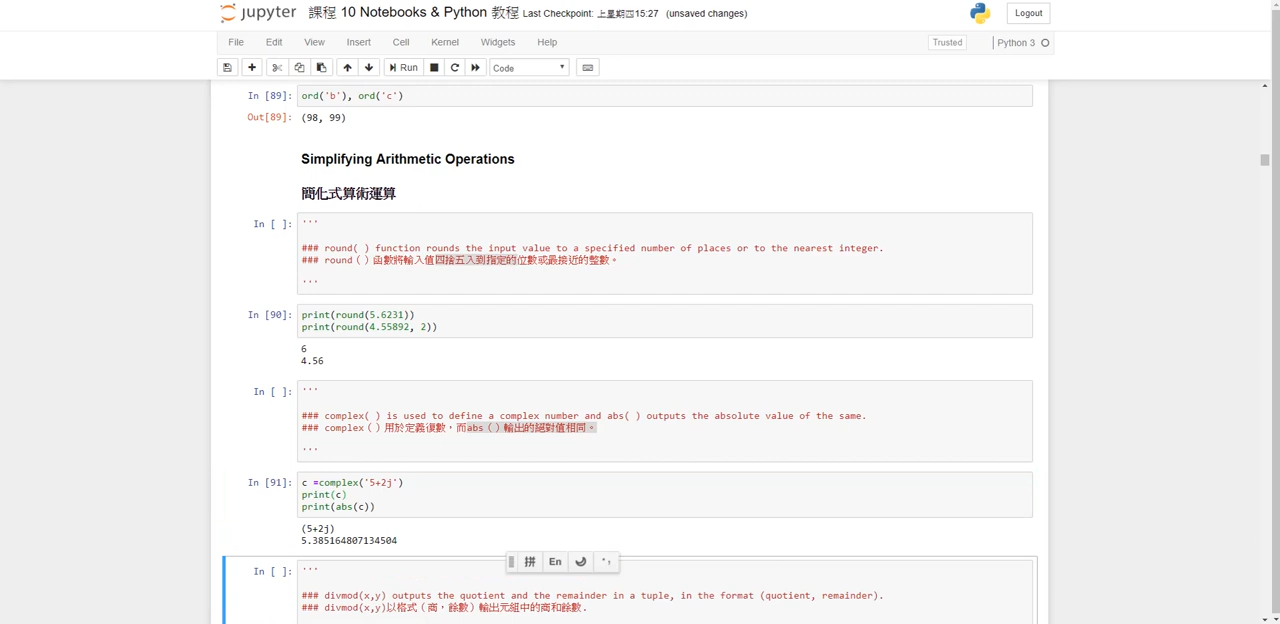 jupyter 課程 10 Notebooks & Python 教程 Last Checkpoint: 上星期四15:27 (unsaved changes) Logout
File Edit View Insert Cell Kernel Widgets Help Trusted Python 3
Run Code
In [89]: ord('b'), ord('c')
Out[89]: (98, 99)
Simplifying Arithmetic Operations
簡化式算術運算
In [ ]: '''
### round( ) function rounds the input value to a specified number of places or to the nearest integer.
### round（）函數將輸入值四捨五入到指定的位數或最接近的整數。
'''
In [90]: print(round(5.6231))
print(round(4.55892, 2))
6
4.56
In [ ]: '''
### complex( ) is used to define a complex number and abs( ) outputs the absolute value of the same.
### complex（）用於定義復數，而abs（）輸出的絕對值相同。
'''
In [91]: c =complex('5+2j')
print(c)
print(abs(c))
(5+2j)
5.385164807134504
拼 En
In [ ]: '''
### divmod(x,y) outputs the quotient and the remainder in a tuple, in the format (quotient, remainder).
### divmod(x,y)以格式（商，餘數）輸出元組中的商和餘數.